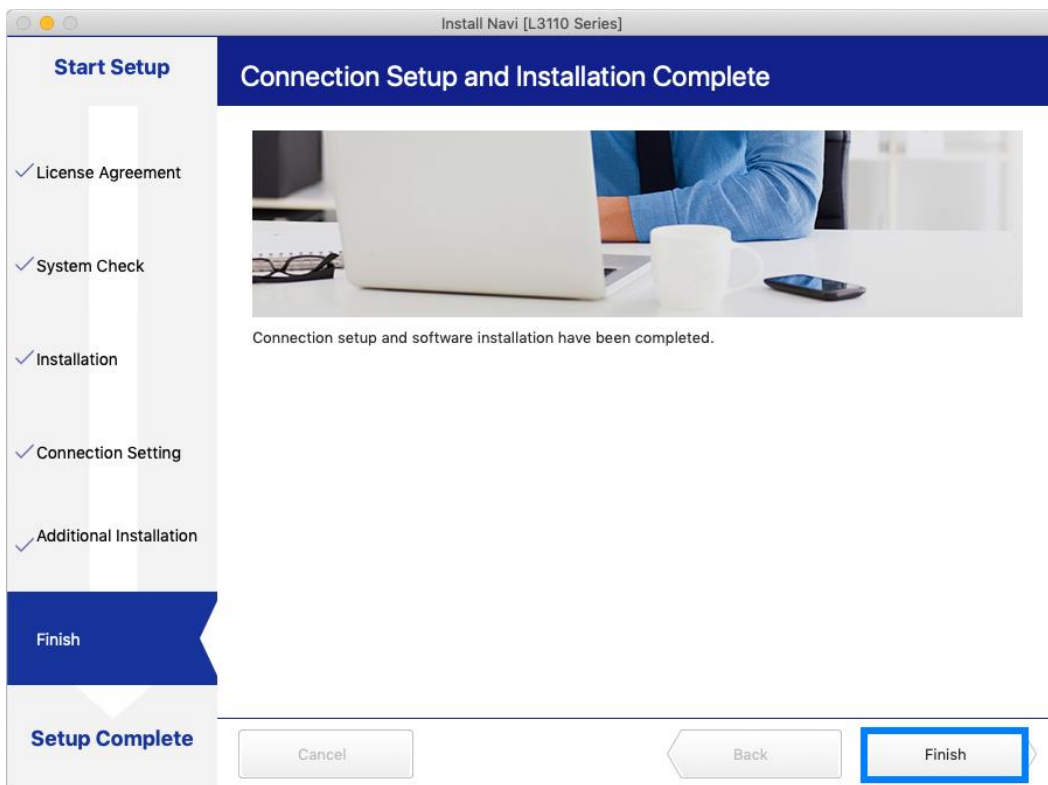 Install Navi [L3110 Series]
Start Setup
Connection Setup and Installation Complete
License Agreement
System Check
Installation
Connection Setting
Additional Installation
Finish
Setup Complete
Connection setup and software installation have been completed.
Cancel
Back
Finish